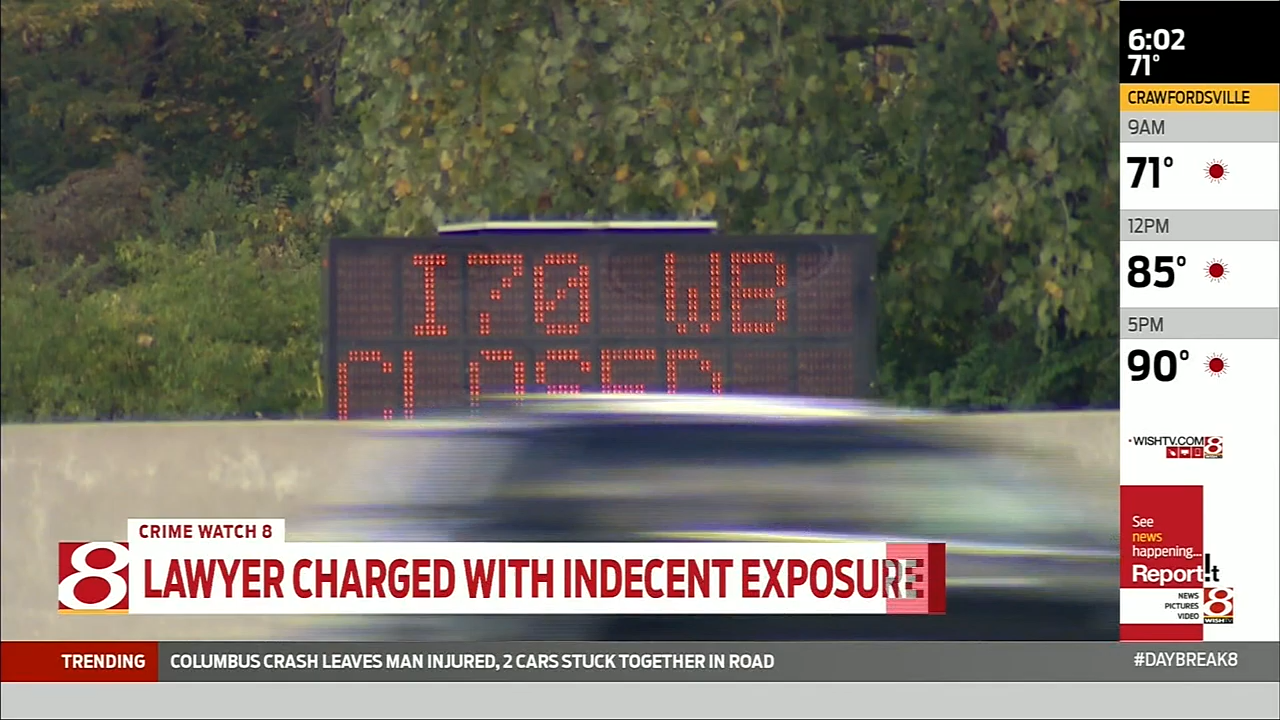 I70 WB
CLOSED
CRIME WATCH 8
8
LAWYER CHARGED WITH INDECENT EXPOSURE
TRENDING
COLUMBUS CRASH LEAVES MAN INJURED, 2 CARS STUCK TOGETHER IN ROAD
#DAYBREAK8
6:02
71°
CRAWFORDSVILLE
9AM
71°
12PM
85°
5PM
90°
WISHTV.COM 8
See
news
happening...
Report!t
NEWS
PICTURES
VIDEO
8
WISHTV